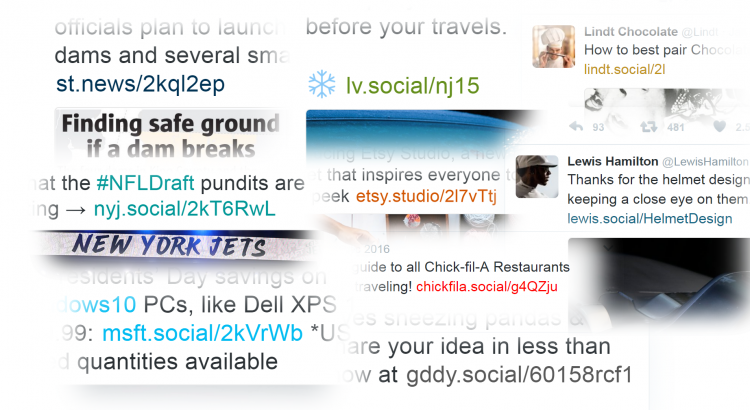 officials plan to launch
dams and several sma
st.news/2kql2ep
Finding safe ground
if a dam breaks
at the #NFLDraft pundits are
ing → nyj.social/2kT6RwL
NEW YORK JETS
esidents' Day savings on
dows10 PCs, like Dell XPS 1
99: msft.social/2kVrWb *US
d quantities available
before your travels.
lv.social/nj15
ing Etsy Studio, a new
et that inspires everyone to
peek etsy.studio/2l7vTtj
2016
guide to all Chick-fil-A Restaurants
traveling! chickfila.social/g4QZju
es sneezing pandas &
are your idea in less than
ow at gddy.social/60158rcf1
Lindt Chocolate @Lindt
How to best pair Chocola
lindt.social/2l
93 481 2.
Lewis Hamilton @LewisHamilton
Thanks for the helmet design
keeping a close eye on them
lewis.social/HelmetDesign